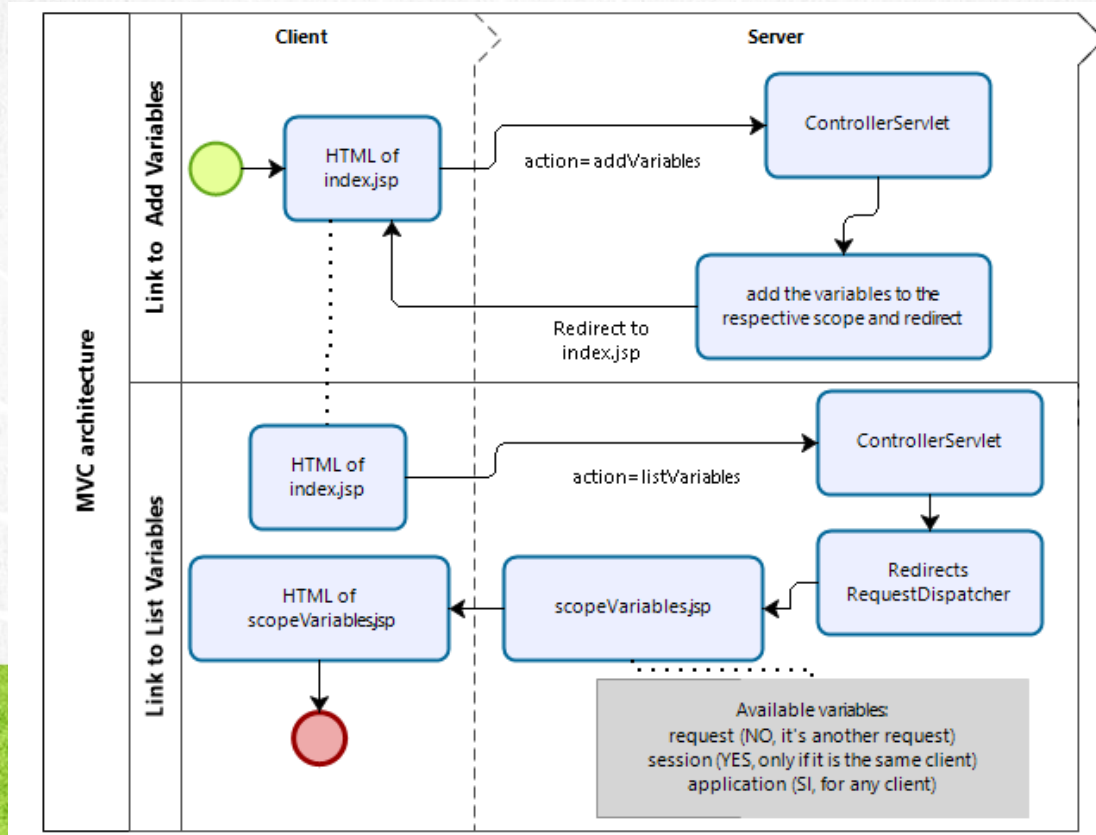 Client
Server
MVC architecture
Link to Add Variables
HTML of
index.jsp
action=addVariables
ControllerServlet
add the variables to the
respective scope and redirect
Redirect to
index.jsp
Link to List Variables
HTML of
index.jsp
action=listVariables
ControllerServlet
Redirects
RequestDispatcher
scopeVariables.jsp
HTML of
scopeVariables.jsp
Available variables:
request (NO, it's another request)
session (YES, only if it is the same client)
application (SI, for any client)